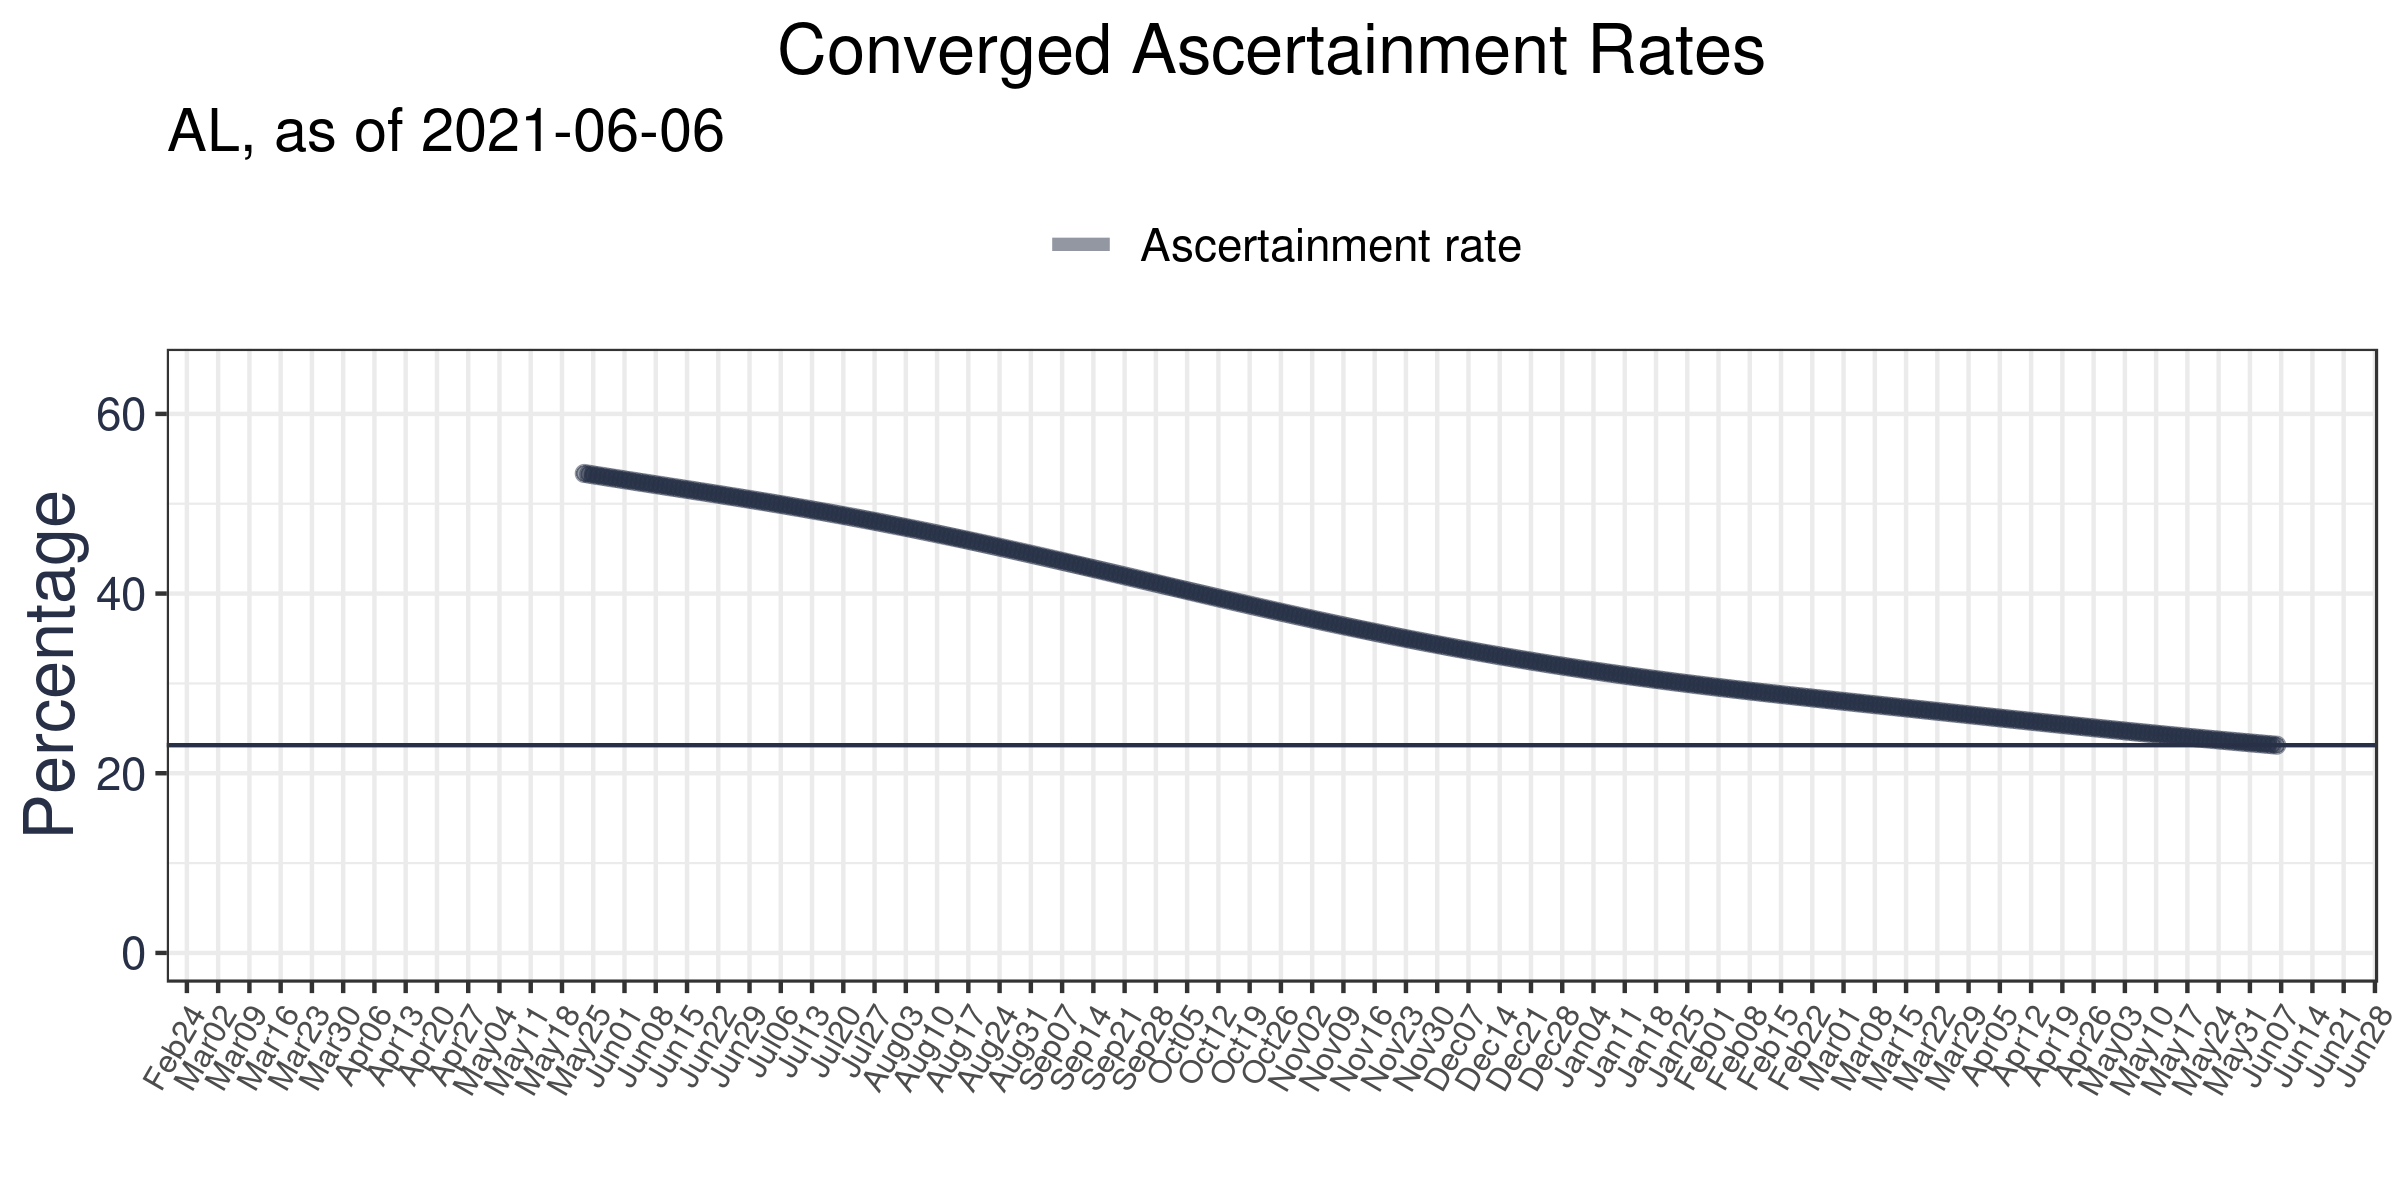 Converged Ascertainment Rates
AL, as of 2021-06-06
Ascertainment rate
Percentage
60
40
20
0
Feb24
Mar02
Mar09
Mar16
Mar23
Mar30
Apr06
Apr13
Apr20
Apr27
May04
May11
May18
May25
Jun01
Jun08
Jun15
Jun22
Jun29
Jul06
Jul13
Jul20
Jul27
Aug03
Aug10
Aug17
Aug24
Aug31
Sep07
Sep14
Sep21
Sep28
Oct05
Oct12
Oct19
Oct26
Nov02
Nov09
Nov16
Nov23
Nov30
Dec07
Dec14
Dec21
Dec28
Jan04
Jan11
Jan18
Jan25
Feb01
Feb08
Feb15
Feb22
Mar01
Mar08
Mar15
Mar22
Mar29
Apr05
Apr12
Apr19
Apr26
May03
May10
May17
May24
May31
Jun07
Jun14
Jun21
Jun28